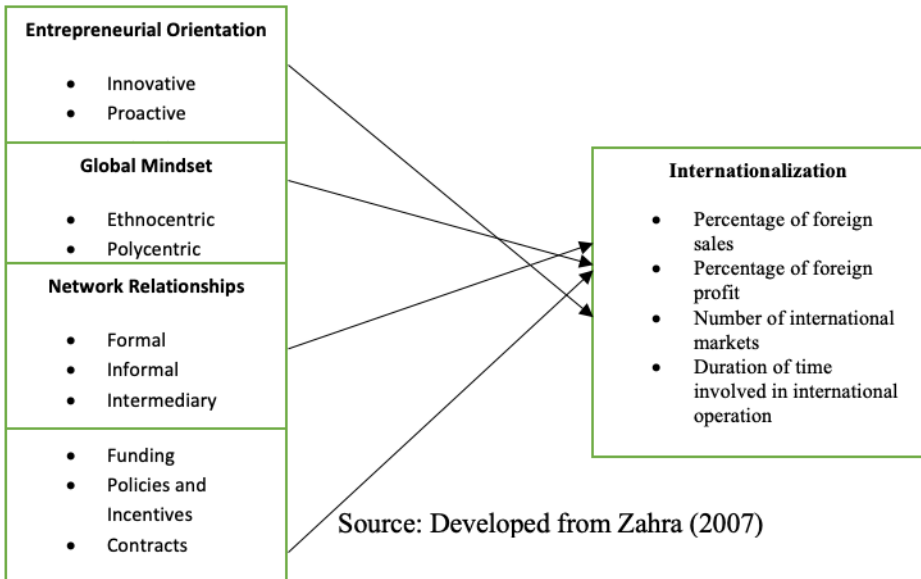 Entrepreneurial Orientation
• Innovative
• Proactive
Global Mindset
• Ethnocentric
• Polycentric
Network Relationships
• Formal
• Informal
• Intermediary
• Funding
• Policies and
Incentives
• Contracts
Internationalization
• Percentage of foreign
sales
• Percentage of foreign
profit
• Number of international
markets
• Duration of time
involved in international
operation
Source: Developed from Zahra (2007)